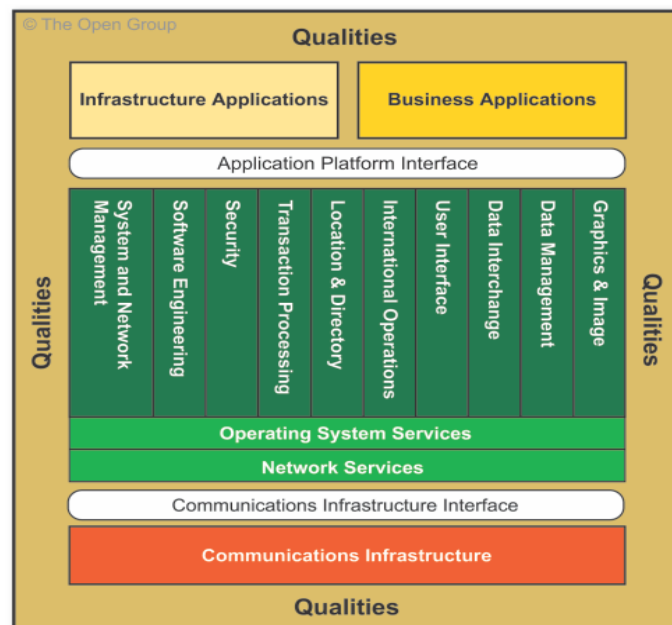 © The Open Group
Qualities
Infrastructure Applications
Business Applications
Application Platform Interface
Qualities
System and Network
Management
Software Engineering
Security
Transaction Processing
Location & Directory
International Operations
User Interface
Data Interchange
Data Management
Graphics & Image
Qualities
Operating System Services
Network Services
Communications Infrastructure Interface
Communications Infrastructure
Qualities